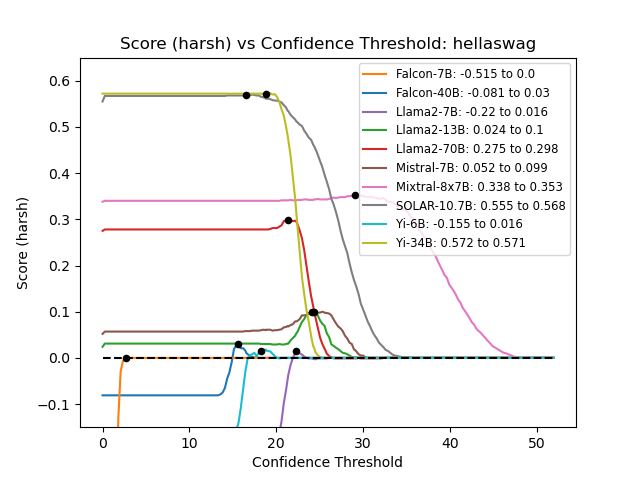 Score (harsh) vs Confidence Threshold: hellaswag
Score (harsh)
0.6
0.5
0.4
0.3
0.2
0.1
0.0
−0.1
0
10
20
30
40
50
Confidence Threshold
Falcon-7B: -0.515 to 0.0
Falcon-40B: -0.081 to 0.03
Llama2-7B: -0.22 to 0.016
Llama2-13B: 0.024 to 0.1
Llama2-70B: 0.275 to 0.298
Mistral-7B: 0.052 to 0.099
Mixtral-8x7B: 0.338 to 0.353
SOLAR-10.7B: 0.555 to 0.568
Yi-6B: -0.155 to 0.016
Yi-34B: 0.572 to 0.571